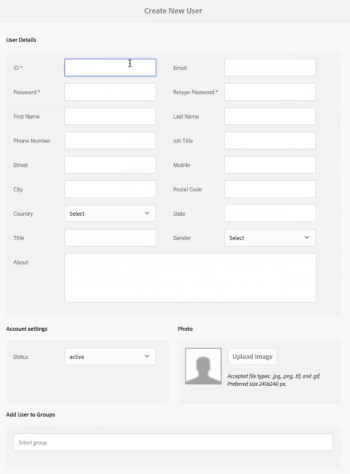 Create New User
User Details
ID * Email
Password * Retype Password *
First Name Last Name
Phone Number Job Title
Street Mobile
City Postal Code
Country Select State
Title Gender Select
About
Account settings Photo
Status active Upload Image
Accepted file types: .jpg, .png, .tif, and .gif.
Preferred size 240x240 px.
Add User to Groups
Select group